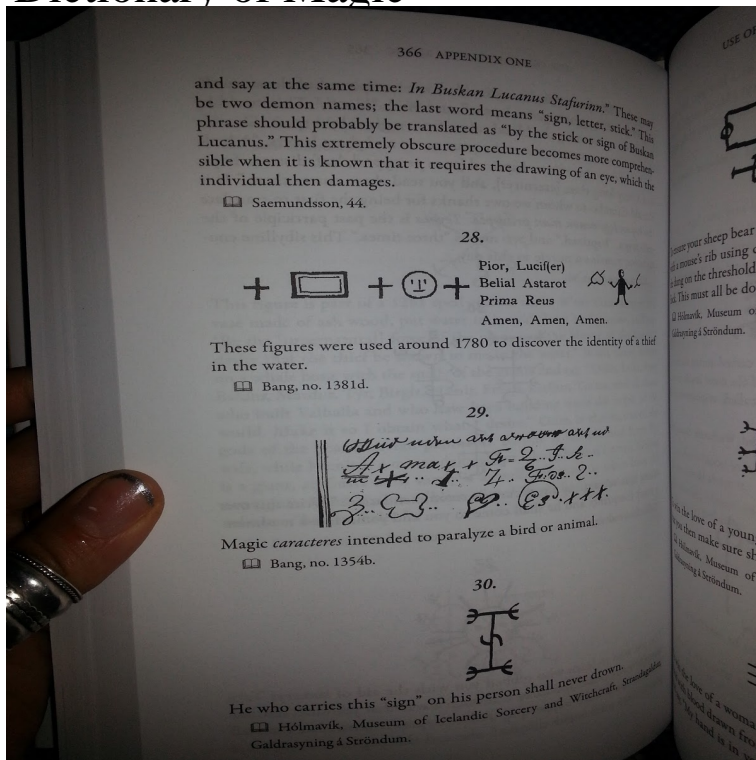 366 APPENDIX ONE
and say at the same time: In Buskan Lucanus Stafurinn." These may
be two demon names; the last word means "sign, letter, stick." This
phrase should probably be translated as "by the stick or sign of Buskan
Lucanus." This extremely obscure procedure becomes more comprehen-
sible when it is known that it requires the drawing of an eye, which the
individual then damages.
Saemundsson, 44.
28.
Pior, Lucif(er)
Belial Astarot
Prima Reus
Amen, Amen, Amen.
These figures were used around 1780 to discover the identity of a thief
in the water.
Bang, no. 1381d.
29.
Ax, max x
Magic caracteres intended to paralyze a bird or animal.
Bang, no. 1354b.
30.
He who carries this "sign" on his person shall never drown.
Hólmavík, Museum of Icelandic Sorcery and Witchcraft, Strandagaldur,
Galdrasyning á Ströndum.
USE OF
your sheep bear
a mouse's rib using
on the threshold
This must all be do
Hólmavík, Museum o
Galdrasyning á Ströndum.
the love of a young
you then make sure sh
Hólmavík, Museum of
Galdrasyning á Ströndum.
the love of a woma
blood drawn fro
hand is in